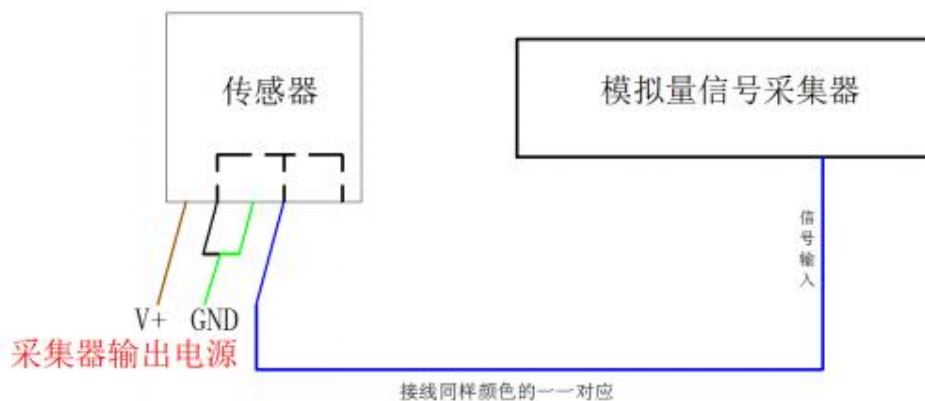 传感器
模拟量信号采集器
信号输入
V+ GND
采集器输出电源
接线同样颜色的一一对应